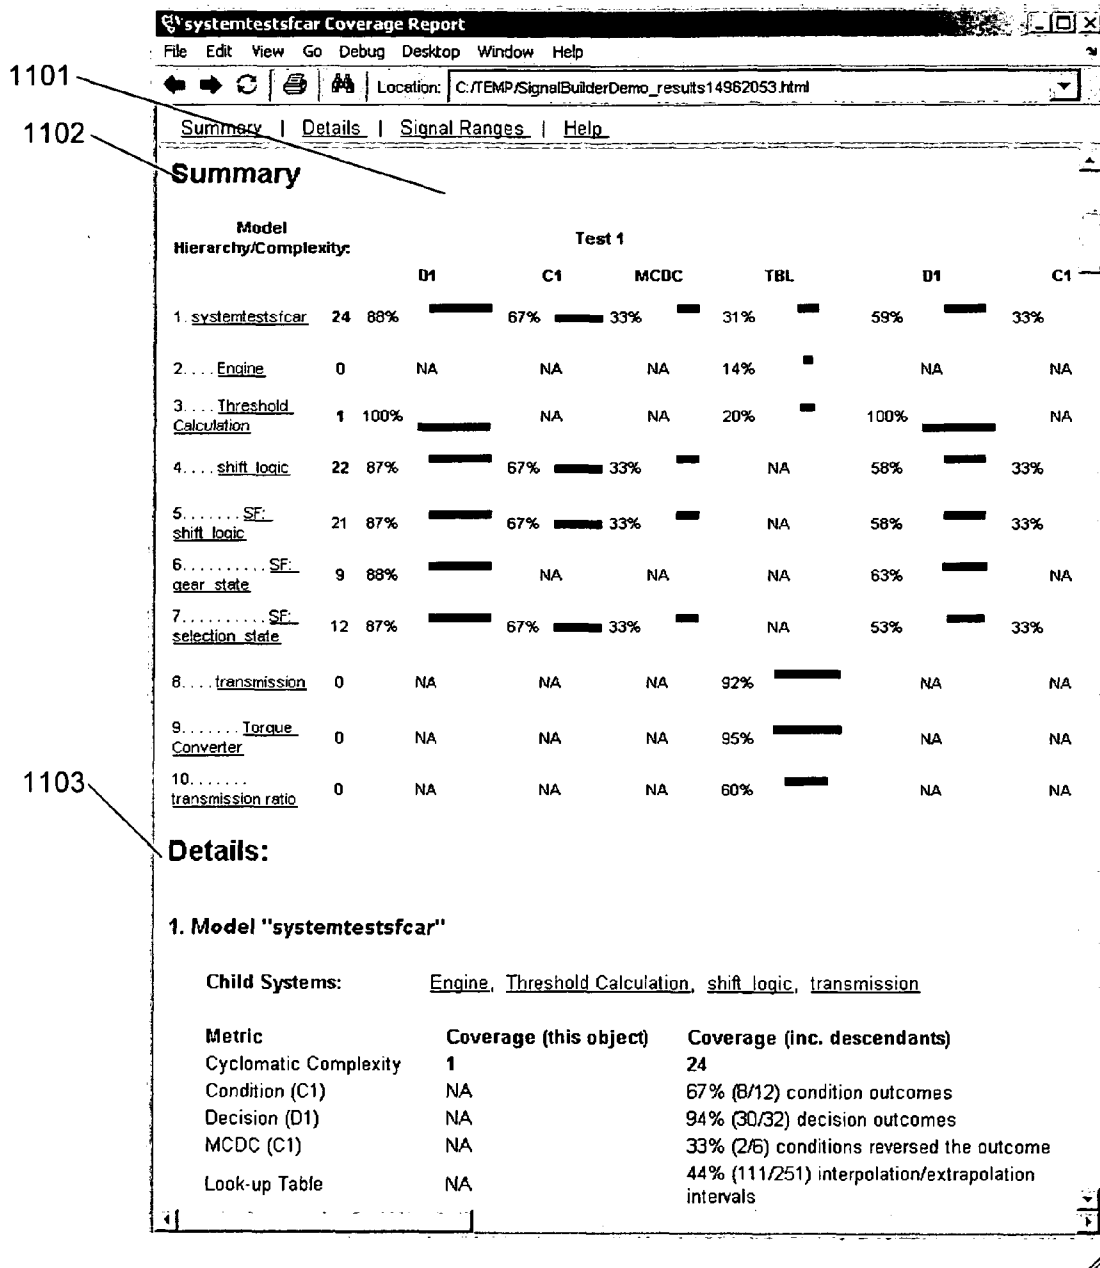 systemtestsfcar Coverage Report
File Edit View Go Debug Desktop Window Help
1101
Location: C:/TEMP/SignalBuilderDemo_results14962053.html
Summary | Details | Signal Ranges | Help
1102
Summary
Model
Hierarchy/Complexity:
Test 1
D1 C1 MCDC TBL D1 C1
1. systemtestsfcar 24 88% 67% 33% 31% 59% 33%
2. . . . Engine 0 NA NA NA 14% NA NA
3. . . . Threshold
Calculation 1 100% NA NA 20% 100% NA
4. . . . shift_logic 22 87% 67% 33% NA 58% 33%
5. . . . . . . SF:
shift_logic 21 87% 67% 33% NA 58% 33%
6. . . . . . . . . . SF:
gear_state 9 88% NA NA NA 63% NA
7. . . . . . . . . . SF:
selection_state 12 87% 67% 33% NA 53% 33%
8. . . . transmission 0 NA NA NA 92% NA NA
9. . . . . . . Torque
Converter 0 NA NA NA 95% NA NA
10. . . . . . .
transmission ratio 0 NA NA NA 60% NA NA
1103
Details:
1. Model "systemtestsfcar"
Child Systems: Engine, Threshold Calculation, shift_logic, transmission
Metric Coverage (this object) Coverage (inc. descendants)
Cyclomatic Complexity 1 24
Condition (C1) NA 67% (8/12) condition outcomes
Decision (D1) NA 94% (30/32) decision outcomes
MCDC (C1) NA 33% (2/6) conditions reversed the outcome
Look-up Table NA 44% (111/251) interpolation/extrapolation
intervals